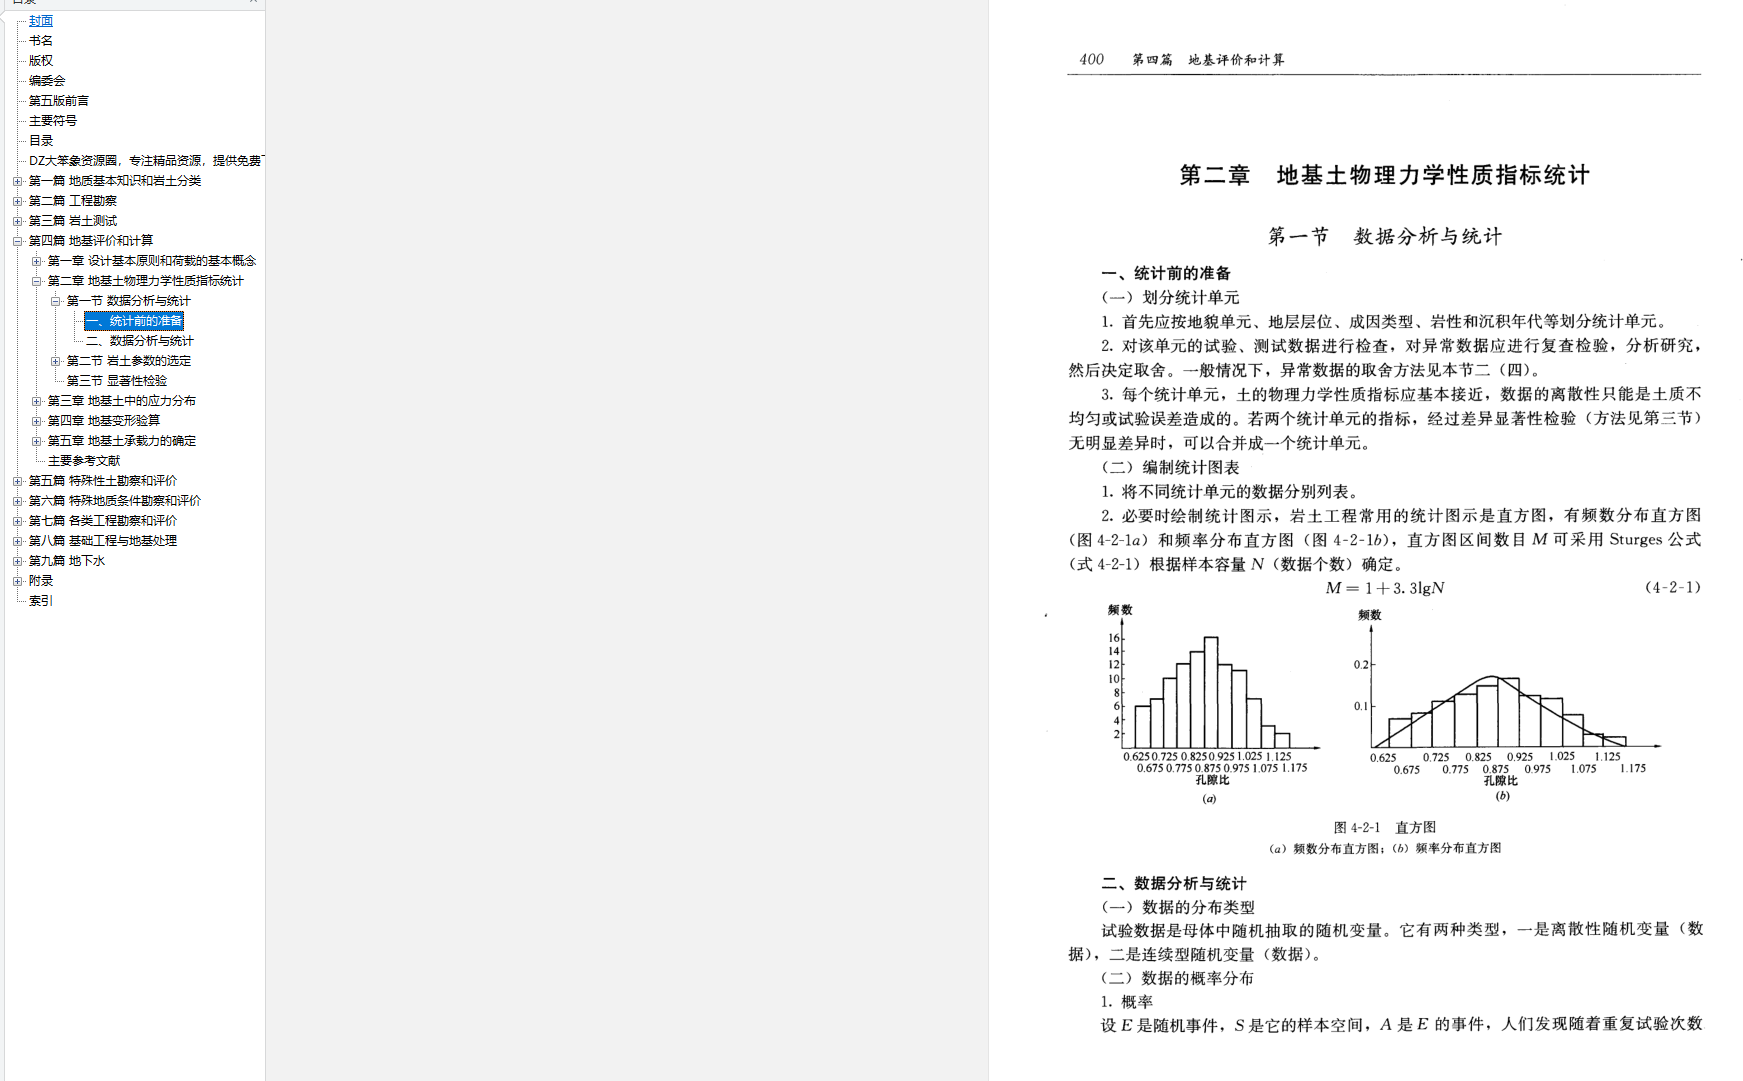 封面
书名
版权
编委会
第五版前言
主要符号
目录
DZ大笨象资源圆，专注精品资源，提供免费
第一篇 地质基本知识和岩土分类
第二篇 工程勘察
第三篇 岩土测试
第四篇 地基评价和计算
第一章 设计基本原则和荷载的基本概念
第二章 地基土物理力学性质指标统计
第一节 数据分析与统计
一、统计前的准备
二、数据分析与统计
第二节 岩土参数的选定
第三节 显著性检验
第三章 地基土中的应力分布
第四章 地基变形验算
第五章 地基土承载力的确定
主要参考文献
第五篇 特殊性土勘察和评价
第六篇 特殊地质条件勘察和评价
第七篇 各类工程勘察和评价
第八篇 基础工程与地基处理
第九篇 地下水
附录
索引
400 第四篇 地基评价和计算
第二章 地基土物理力学性质指标统计
第一节 数据分析与统计
一、统计前的准备
（一）划分统计单元
1. 首先应按地貌单元、地层层位、成因类型、岩性和沉积年代等划分统计单元。
2. 对该单元的试验、测试数据进行检查，对异常数据应进行复查检验，分析研究，
然后决定取舍。一般情况下，异常数据的取舍方法见本节二（四）。
3. 每个统计单元，土的物理力学性质指标应基本接近，数据的离散性只能是土质不
均匀或试验误差造成的。若两个统计单元的指标，经过差异显著性检验（方法见第三节）
无明显差异时，可以合并成一个统计单元。
（二）编制统计图表
1. 将不同统计单元的数据分别列表。
2. 必要时绘制统计图示，岩土工程常用的统计图示是直方图，有频数分布直方图
（图 4-2-1a）和频率分布直方图（图 4-2-1b），直方图区间数目 M 可采用 Sturges 公式
（式 4-2-1）根据样本容量 N（数据个数）确定。
M = 1+3.3lgN (4-2-1)
频数
16
14
12
10
8
6
4
2
0.625 0.725 0.825 0.925 1.025 1.125
0.675 0.775 0.875 0.975 1.075 1.175
孔隙比
(a)
频数
0.2
0.1
0.625 0.725 0.825 0.925 1.025 1.125
0.675 0.775 0.875 0.975 1.075 1.175
孔隙比
(b)
图 4-2-1 直方图
（a）频数分布直方图；（b）频率分布直方图
二、数据分析与统计
（一）数据的分布类型
试验数据是母体中随机抽取的随机变量。它有两种类型，一是离散性随机变量（数
据），二是连续型随机变量（数据）。
（二）数据的概率分布
1. 概率
设 E 是随机事件，S 是它的样本空间，A 是 E 的事件，人们发现随着重复试验次数